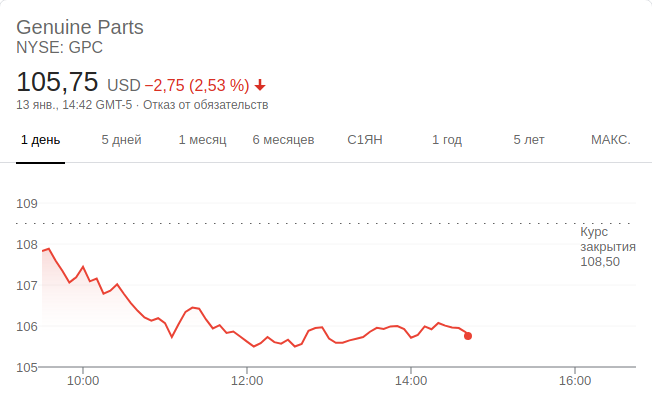 Genuine Parts
NYSE: GPC
105,75 USD −2,75 (2,53 %)
13 янв., 14:42 GMT-5 · Отказ от обязательств
1 день 5 дней 1 месяц 6 месяцев С1ЯН 1 год 5 лет МАКС.
109
Курс
закрытия
108,50
108
107
106
105
10:00 12:00 14:00 16:00